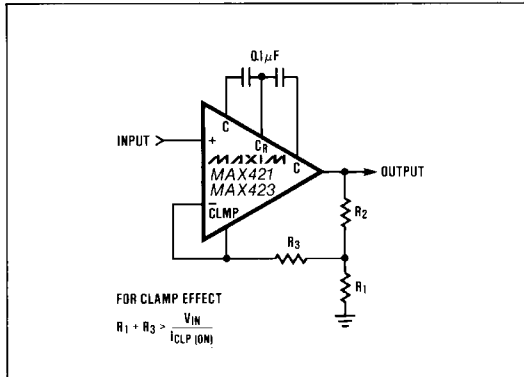 0.1μF
C
CR
C
INPUT
+
MAXIM
MAX421
MAX423
−
CLMP
OUTPUT
R2
R3
R1
FOR CLAMP EFFECT
R1 + R3 > VIN
iCLP (ON)